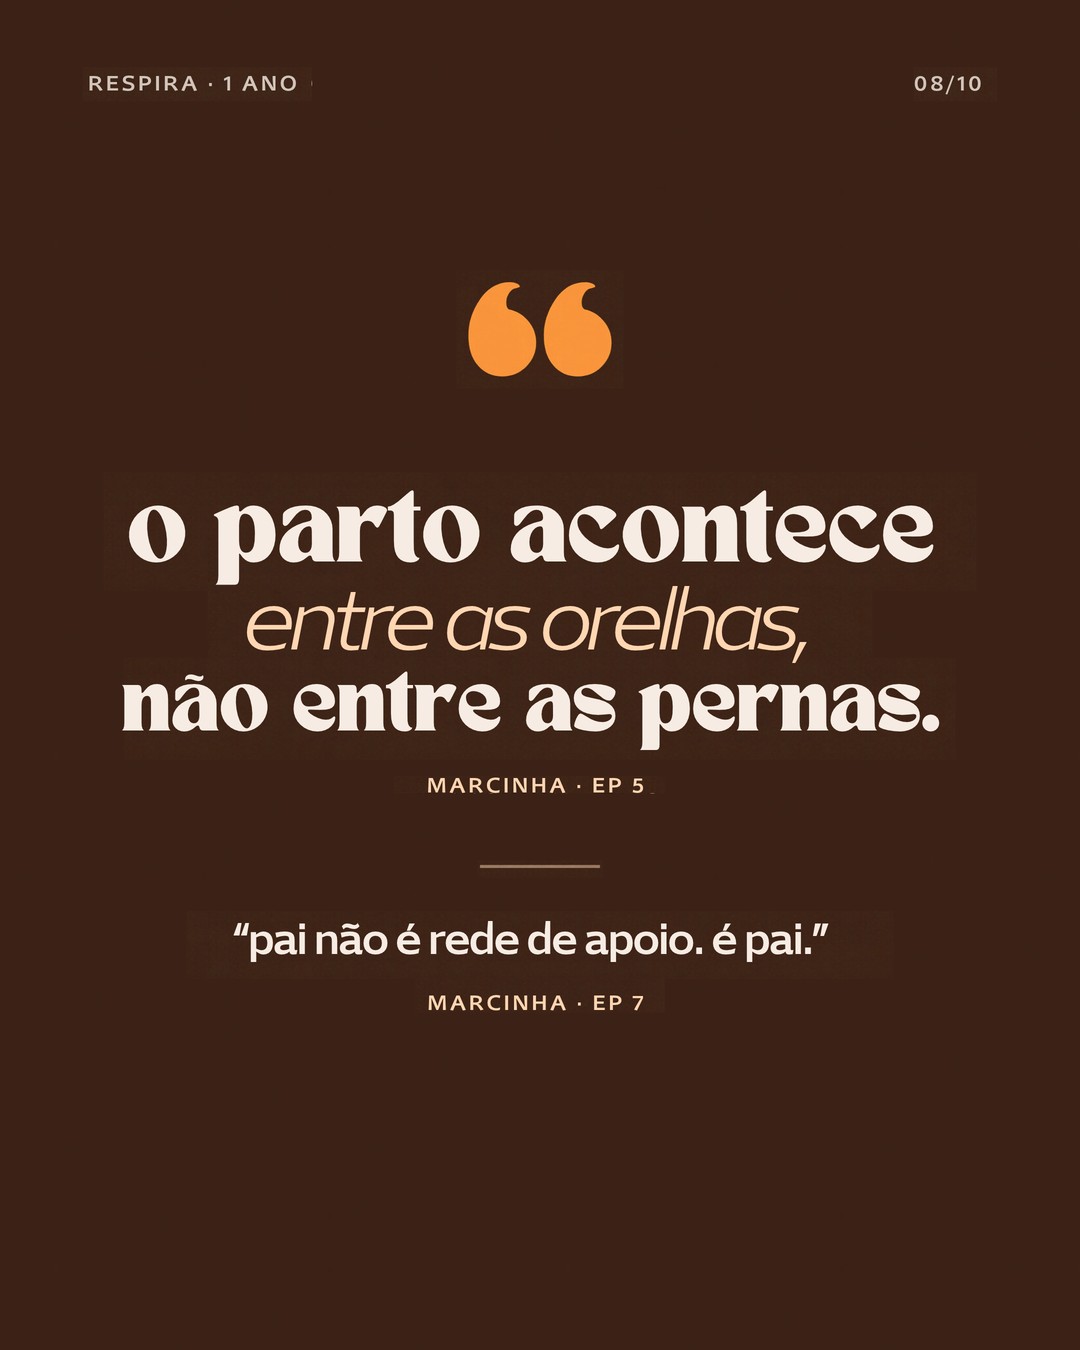 RESPIRA · 1 ANO
08/10
“
o parto acontece
entre as orelhas,
não entre as pernas.
MARCINHA · EP 5
“pai não é rede de apoio. é pai.”
MARCINHA · EP 7